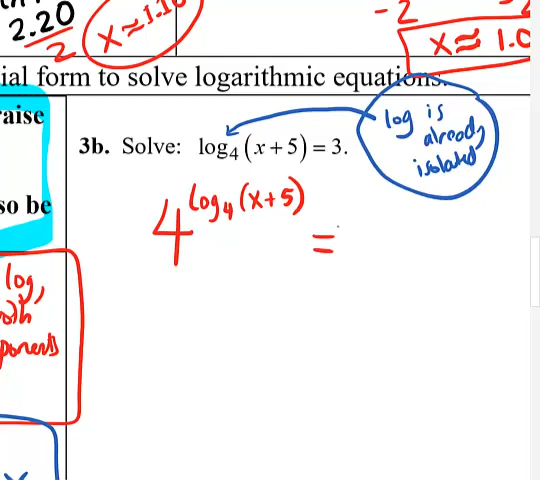 2.20
2
x≈1.1
-2
x≈ 1.0
ial form to solve logarithmic equations.
raise
3b. Solve: log₄(x+5)=3.
log is
already
isolated
so be
4^log₄(x+5) =
log,
both
ponents